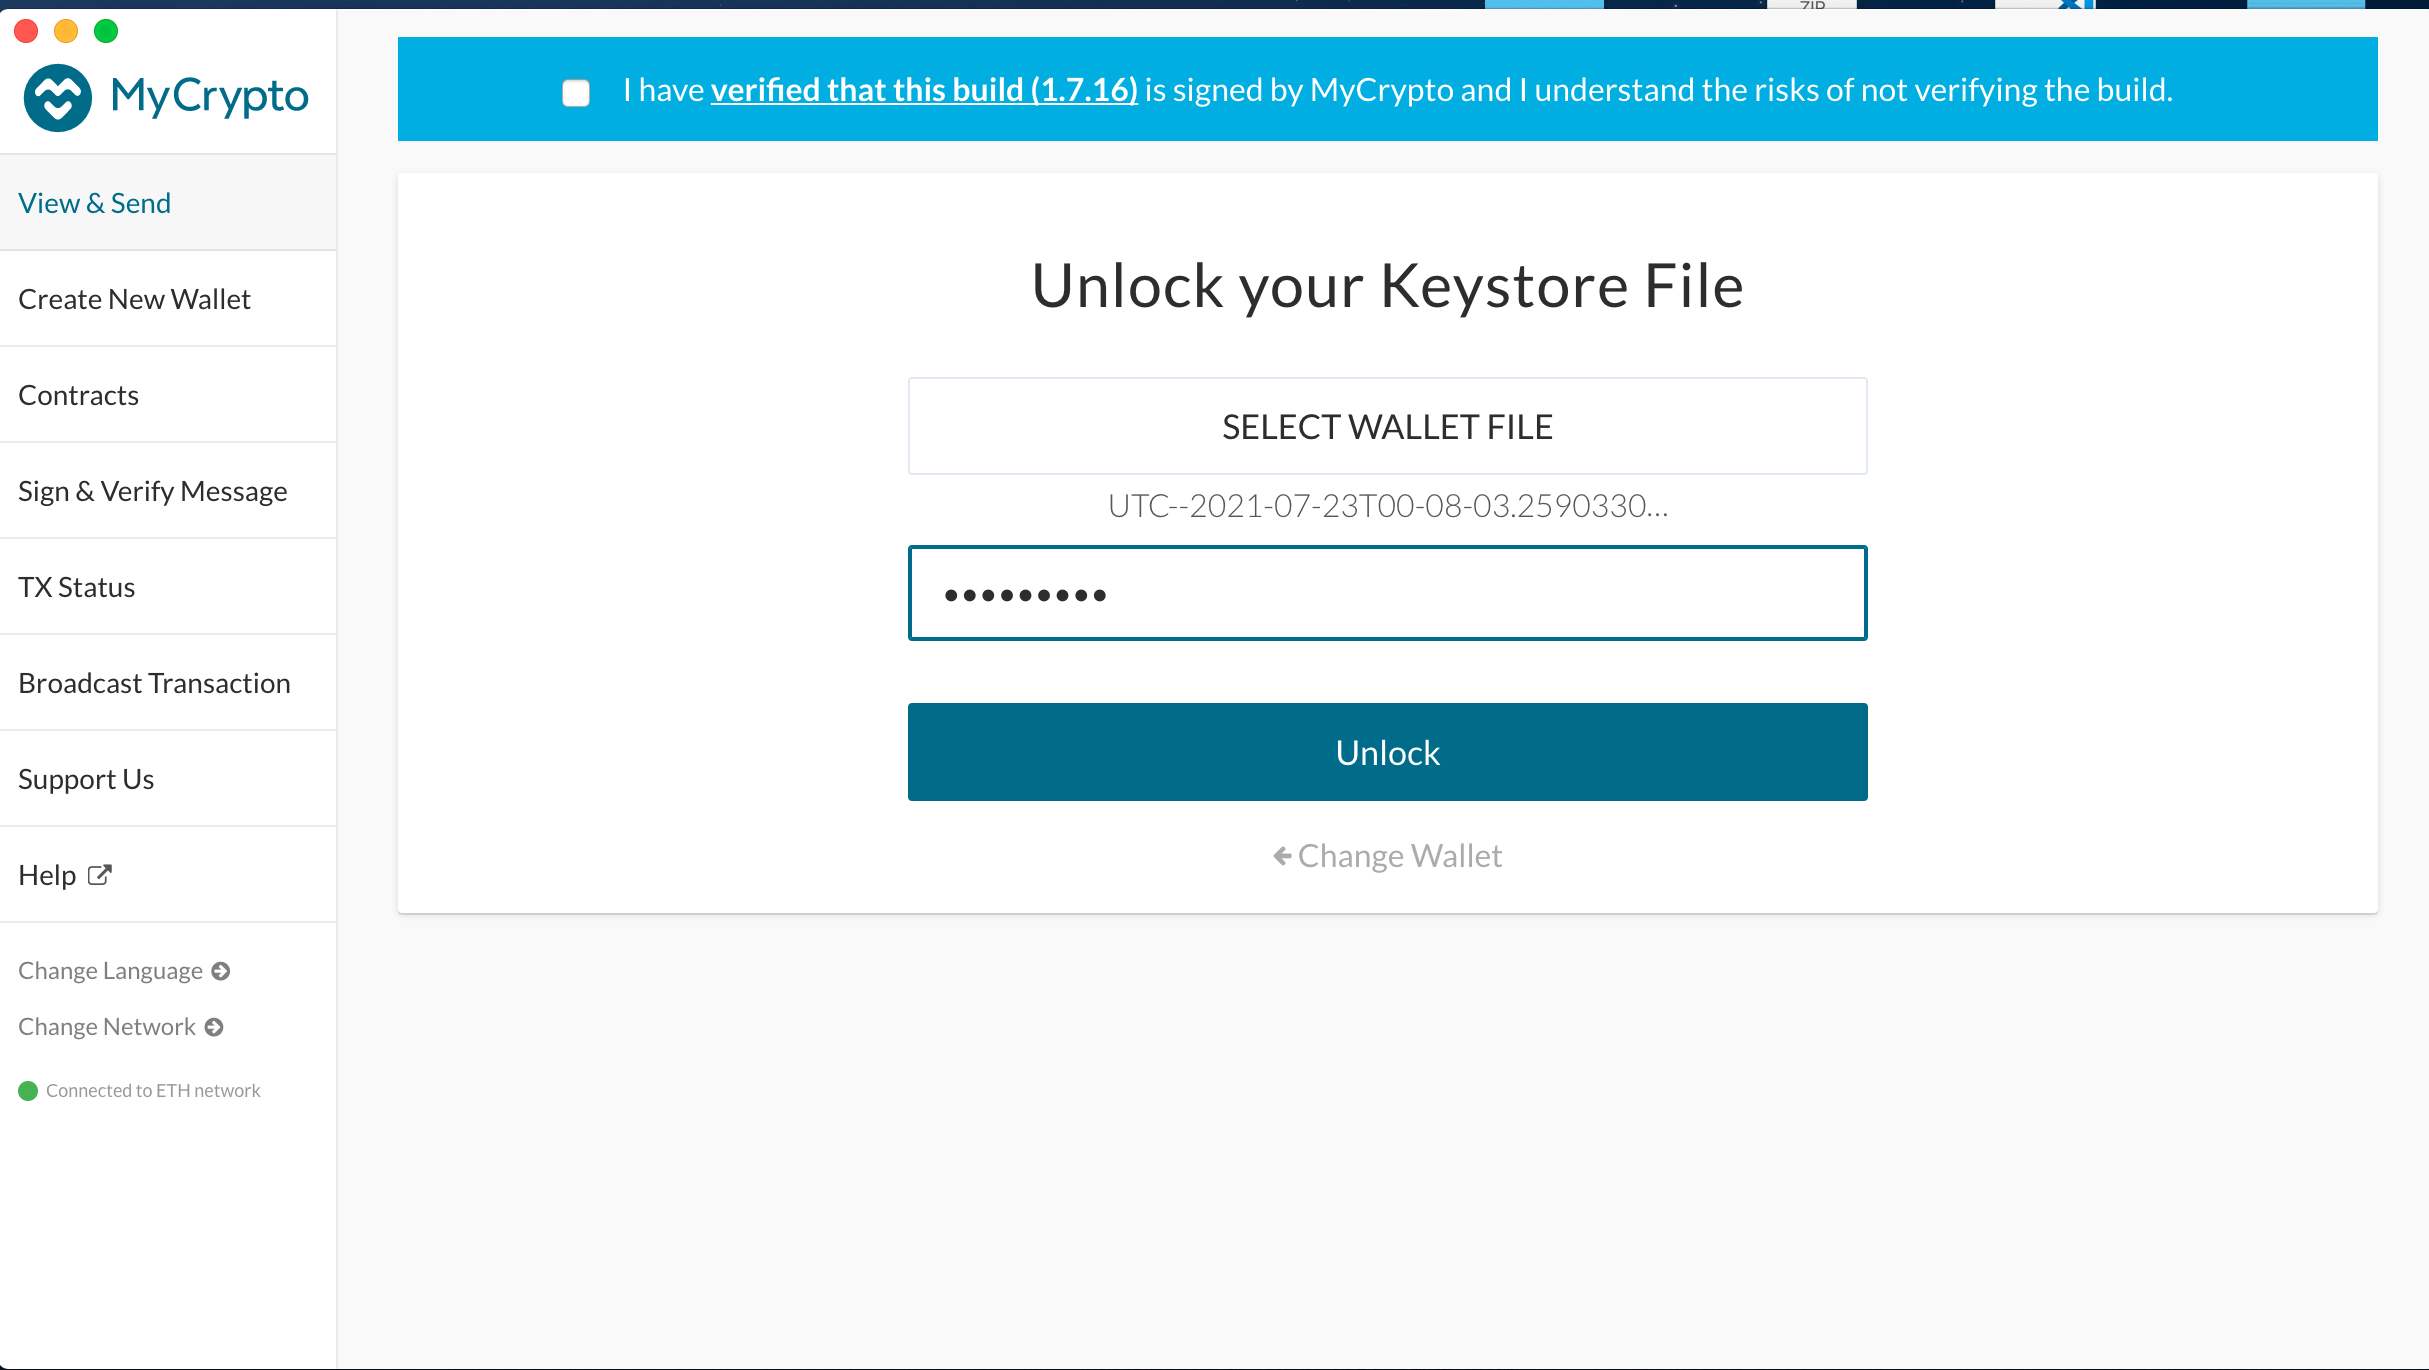 ZIP
MyCrypto
I have verified that this build (1.7.16) is signed by MyCrypto and I understand the risks of not verifying the build.
View & Send
Create New Wallet
Contracts
Sign & Verify Message
TX Status
Broadcast Transaction
Support Us
Help
Change Language
Change Network
Connected to ETH network
Unlock your Keystore File
SELECT WALLET FILE
UTC--2021-07-23T00-08-03.2590330...
•••••••••
Unlock
Change Wallet